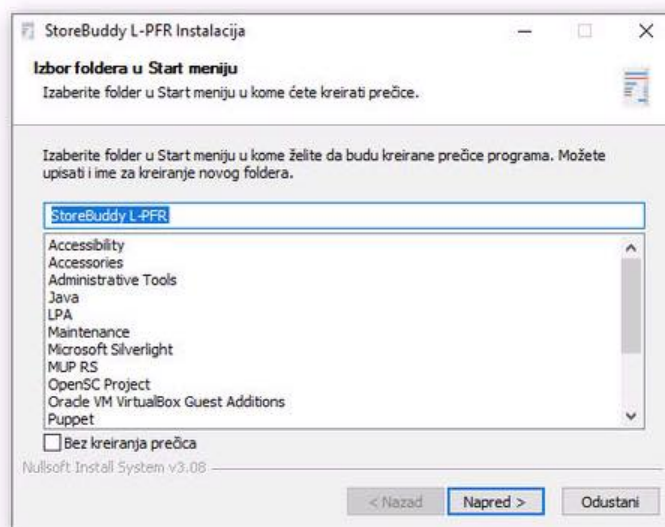 StoreBuddy L-PFR Instalacija
Izbor foldera u Start meniju
Izaberite folder u Start meniju u kome ćete kreirati prečice.
Izaberite folder u Start meniju u kome želite da budu kreirane prečice programa. Možete
upisati i ime za kreiranje novog foldera.
StoreBuddy L-PFR
Accessibility
Accessories
Administrative Tools
Java
LPA
Maintenance
Microsoft Silverlight
MUP RS
OpenSC Project
Oracle VM VirtualBox Guest Additions
Puppet
Bez kreiranja prečica
Nullsoft Install System v3.08
< Nazad
Napred >
Odustani